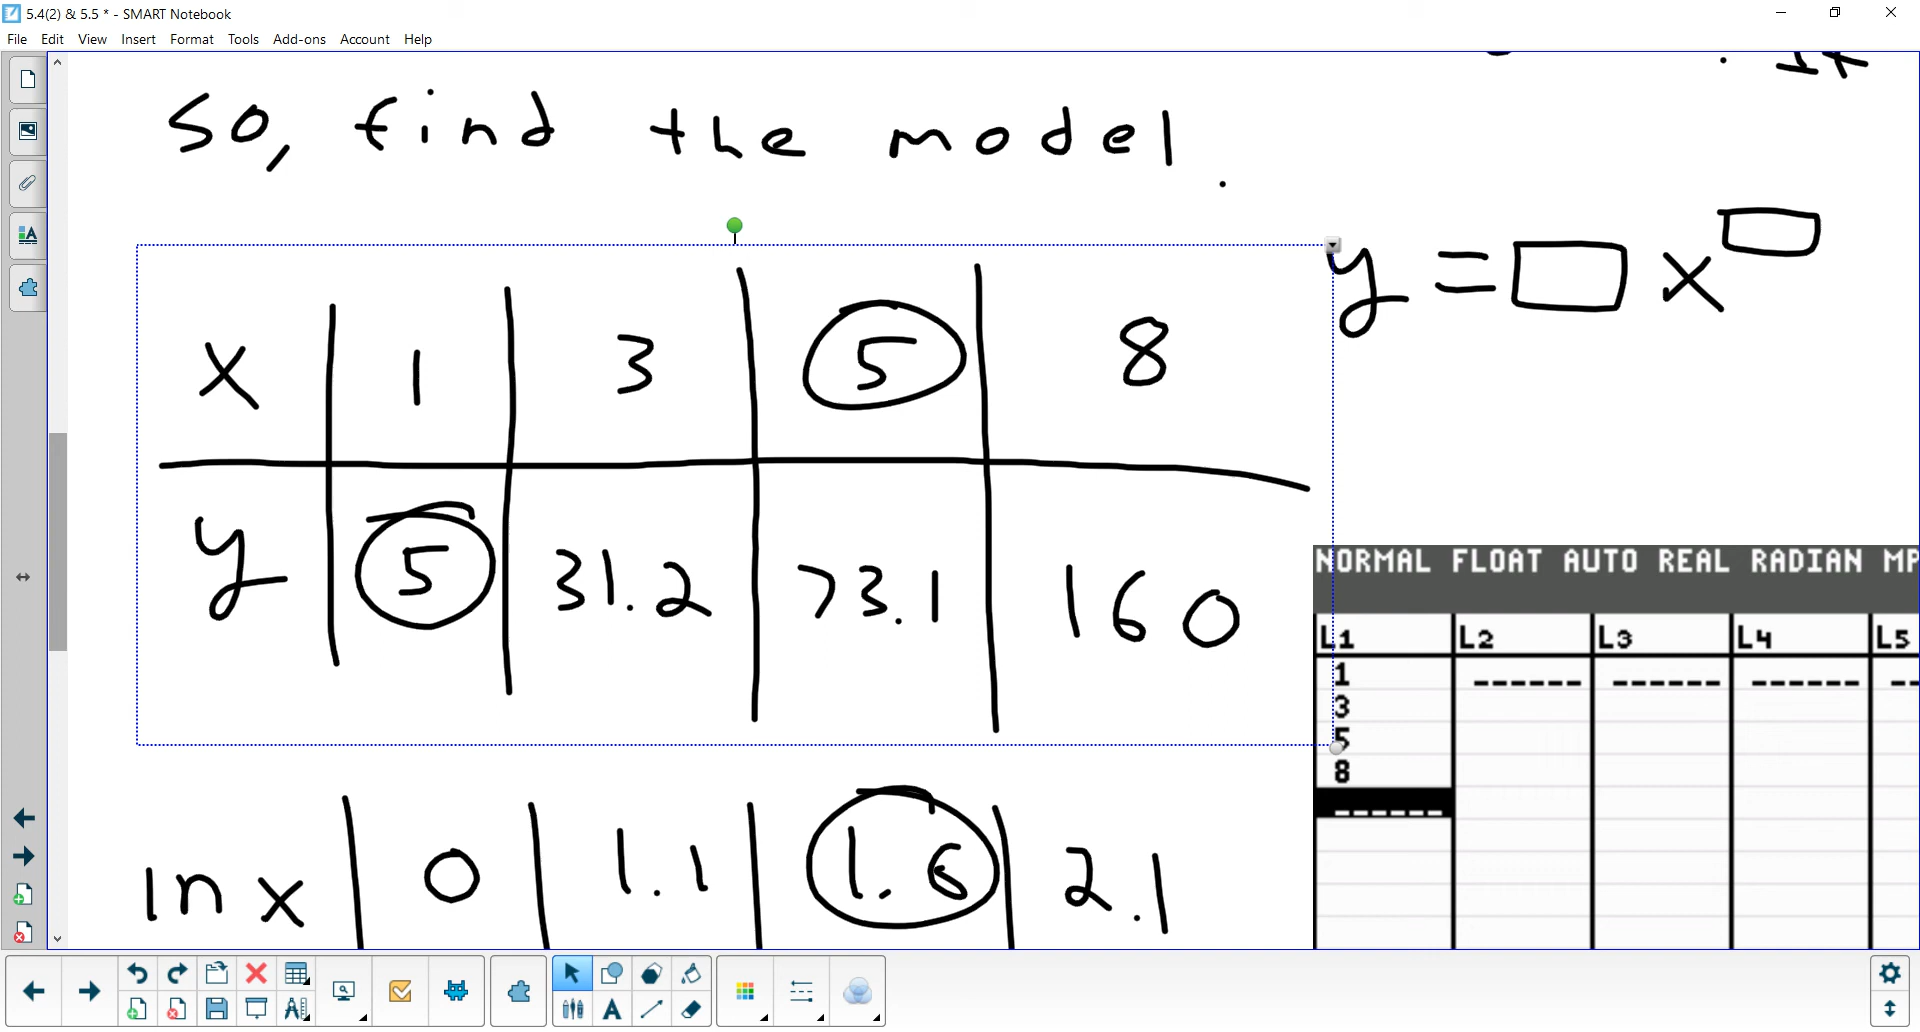 5.4(2) & 5.5 * - SMART Notebook
File Edit View Insert Format Tools Add-ons Account Help
So, find the model.
y = x
x 1 3 5 8
y 5 31.2 73.1 160
NORMAL FLOAT AUTO REAL RADIAN MP
L1 L2 L3 L4 L5
1 ------ ------ ------ --
3
5
8
------
ln x 0 1.1 1.6 2.1